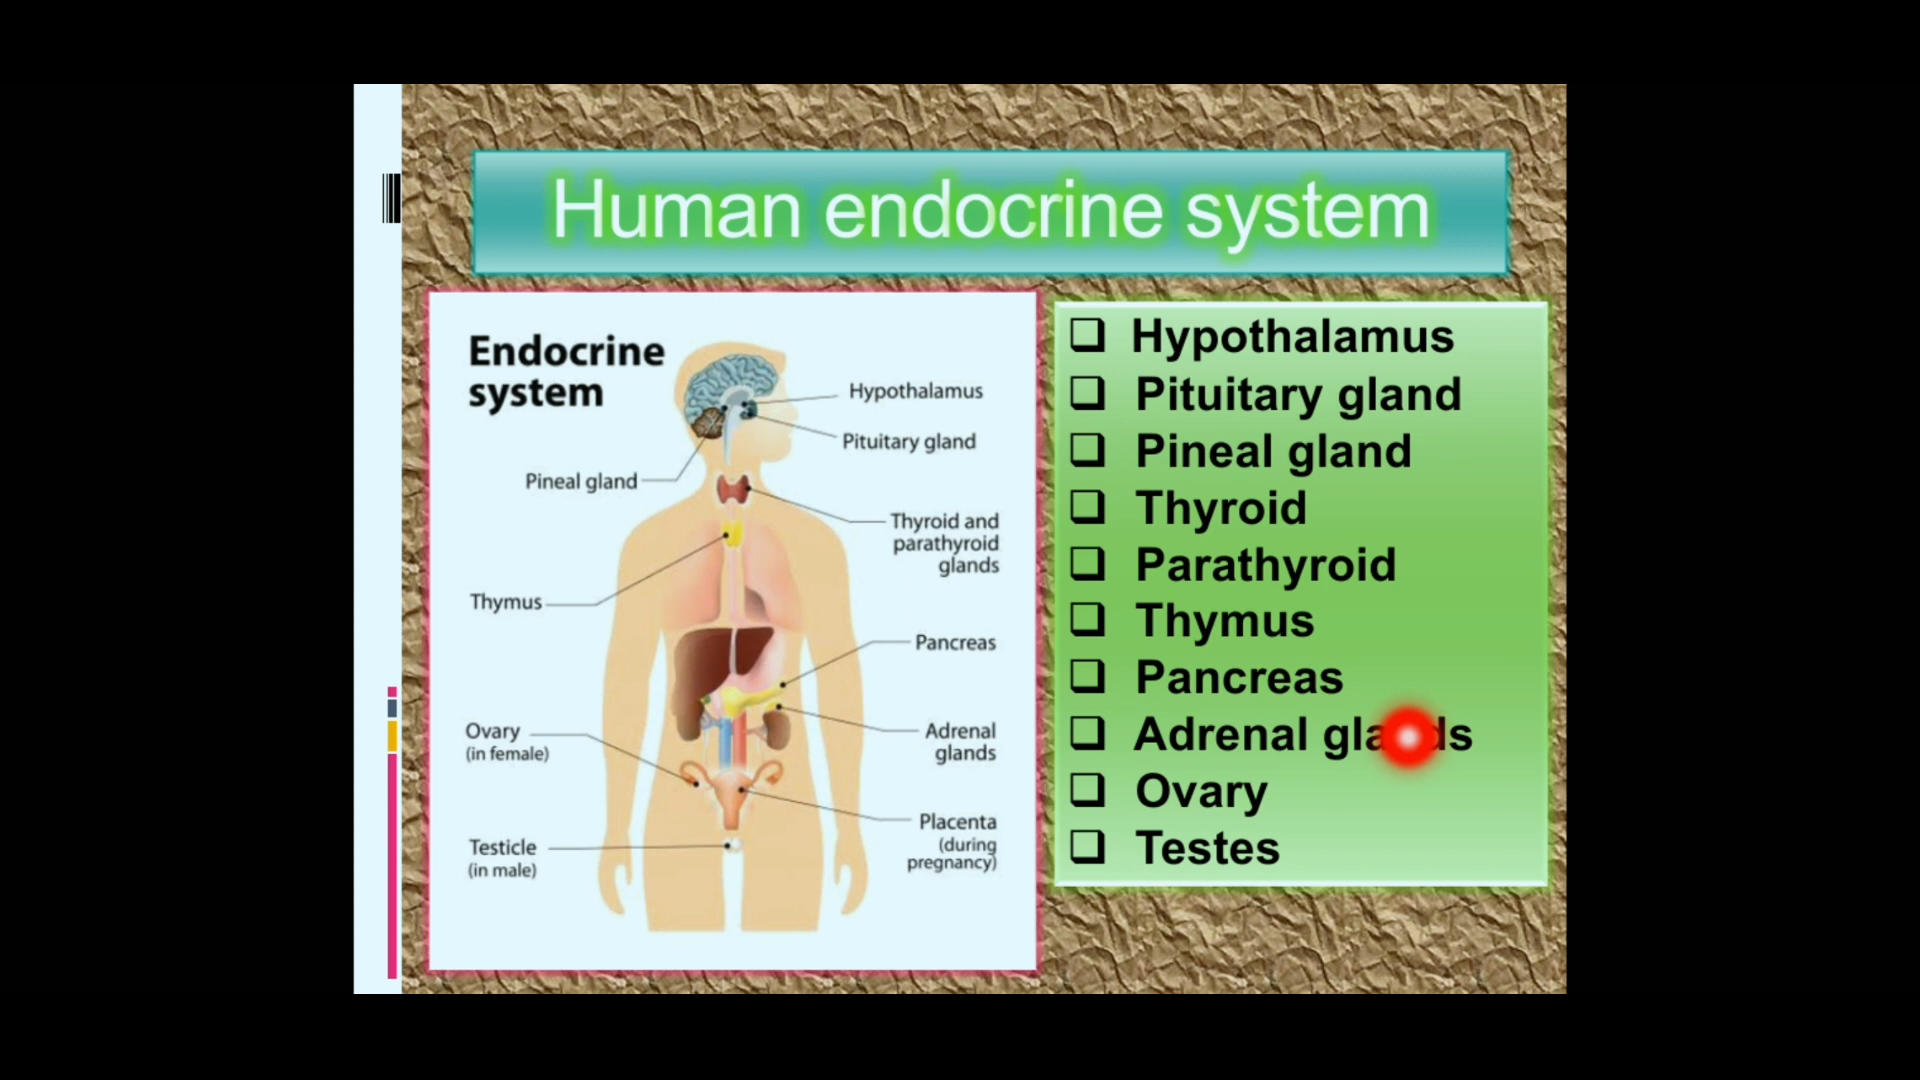 Human endocrine system
Endocrine
system
Hypothalamus
Pituitary gland
Pineal gland
Thyroid and
parathyroid
glands
Thymus
Pancreas
Ovary
(in female)
Adrenal
glands
Placenta
(during
pregnancy)
Testicle
(in male)
Hypothalamus
Pituitary gland
Pineal gland
Thyroid
Parathyroid
Thymus
Pancreas
Adrenal glands
Ovary
Testes